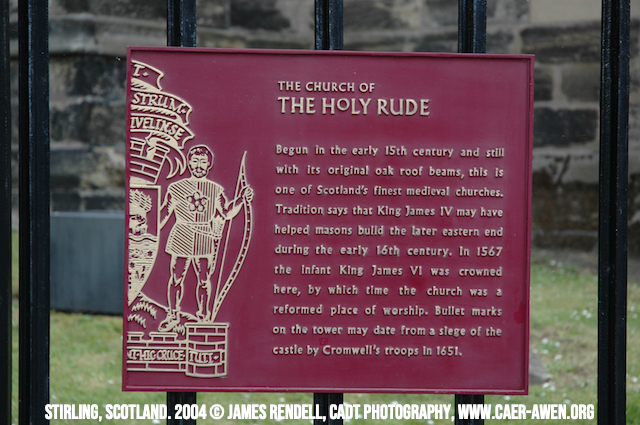 T.
STRUM
IVELINSE
THE CHURCH OF
THE HOLY RUDE
Begun in the early 15th century and still
with its original oak roof beams, this is
one of Scotland's finest medieval churches.
Tradition says that King James IV may have
helped masons build the later eastern end
during the early 16th century. In 1567
the infant King James VI was crowned
here, by which time the church was a
reformed place of worship. Bullet marks
on the tower may date from a siege of the
castle by Cromwell's troops in 1651.
HIC CRUCE TUTI
STIRLING, SCOTLAND. 2004 © JAMES RENDELL, CADT PHOTOGRAPHY, WWW.CAER-AWEN.ORG